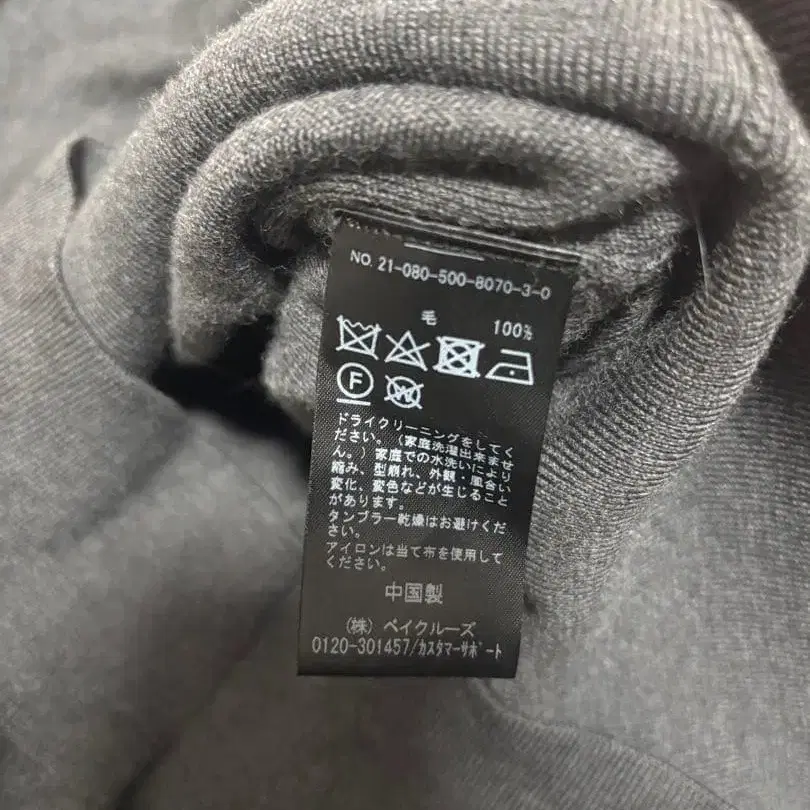 NO. 21-080-500-8070-3-0
毛 100%
F
W
ドライクリーニングをしてく
ださい。(家庭洗濯出来ませ
ん。)家庭での水洗いにより
縮み、型崩れ、外観・風合い
変化、変色などが生じること
があります。
タンブラー乾燥はお避けくだ
さい。
アイロンは当て布を使用して
ください。
中国製
(株) ベイクルーズ
0120-301457/カスタマーサポート